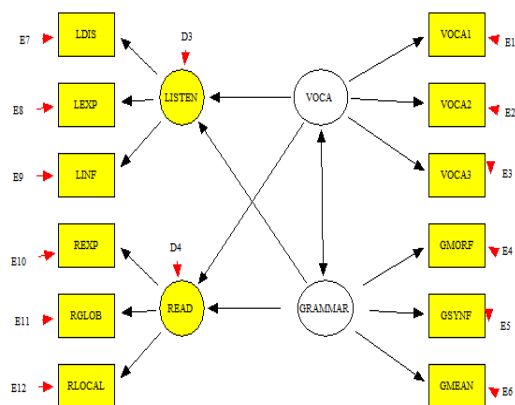 E7
LDIS
D3
VOCA1
E1
LEXP
E8
LISTEN
VOCA
VOCA2
E2
LINF
E9
VOCA3
E3
REXP
E10
D4
GMORF
E4
RGLOB
E11
READ
GRAMMAR
GSYNF
E5
RLOCAL
E12
GMEAN
E6